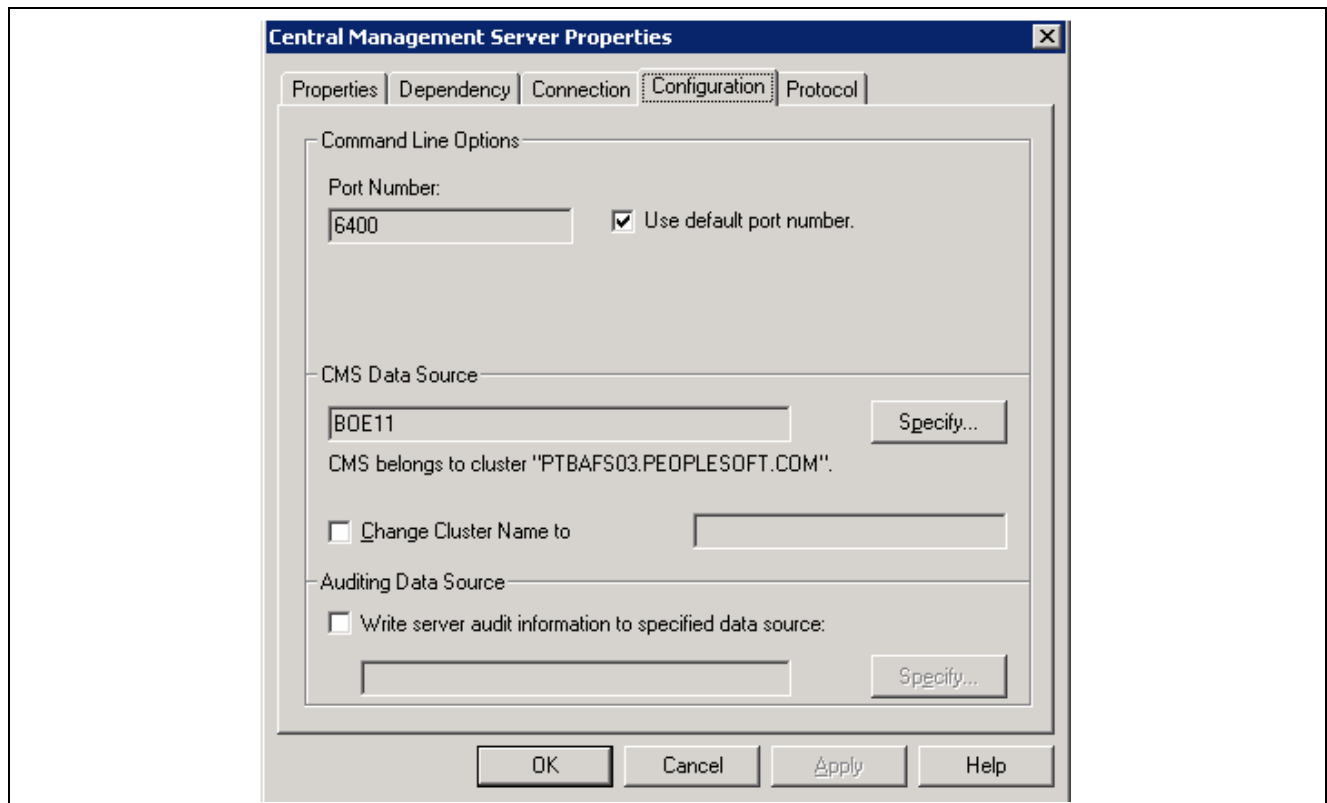 Central Management Server Properties
Properties Dependency Connection Configuration Protocol
Command Line Options
Port Number:
6400 Use default port number.
CMS Data Source
BOE11 Specify...
CMS belongs to cluster "PTBAFS03.PEOPLESOFT.COM".
Change Cluster Name to
Auditing Data Source
Write server audit information to specified data source:
Specify...
OK Cancel Apply Help